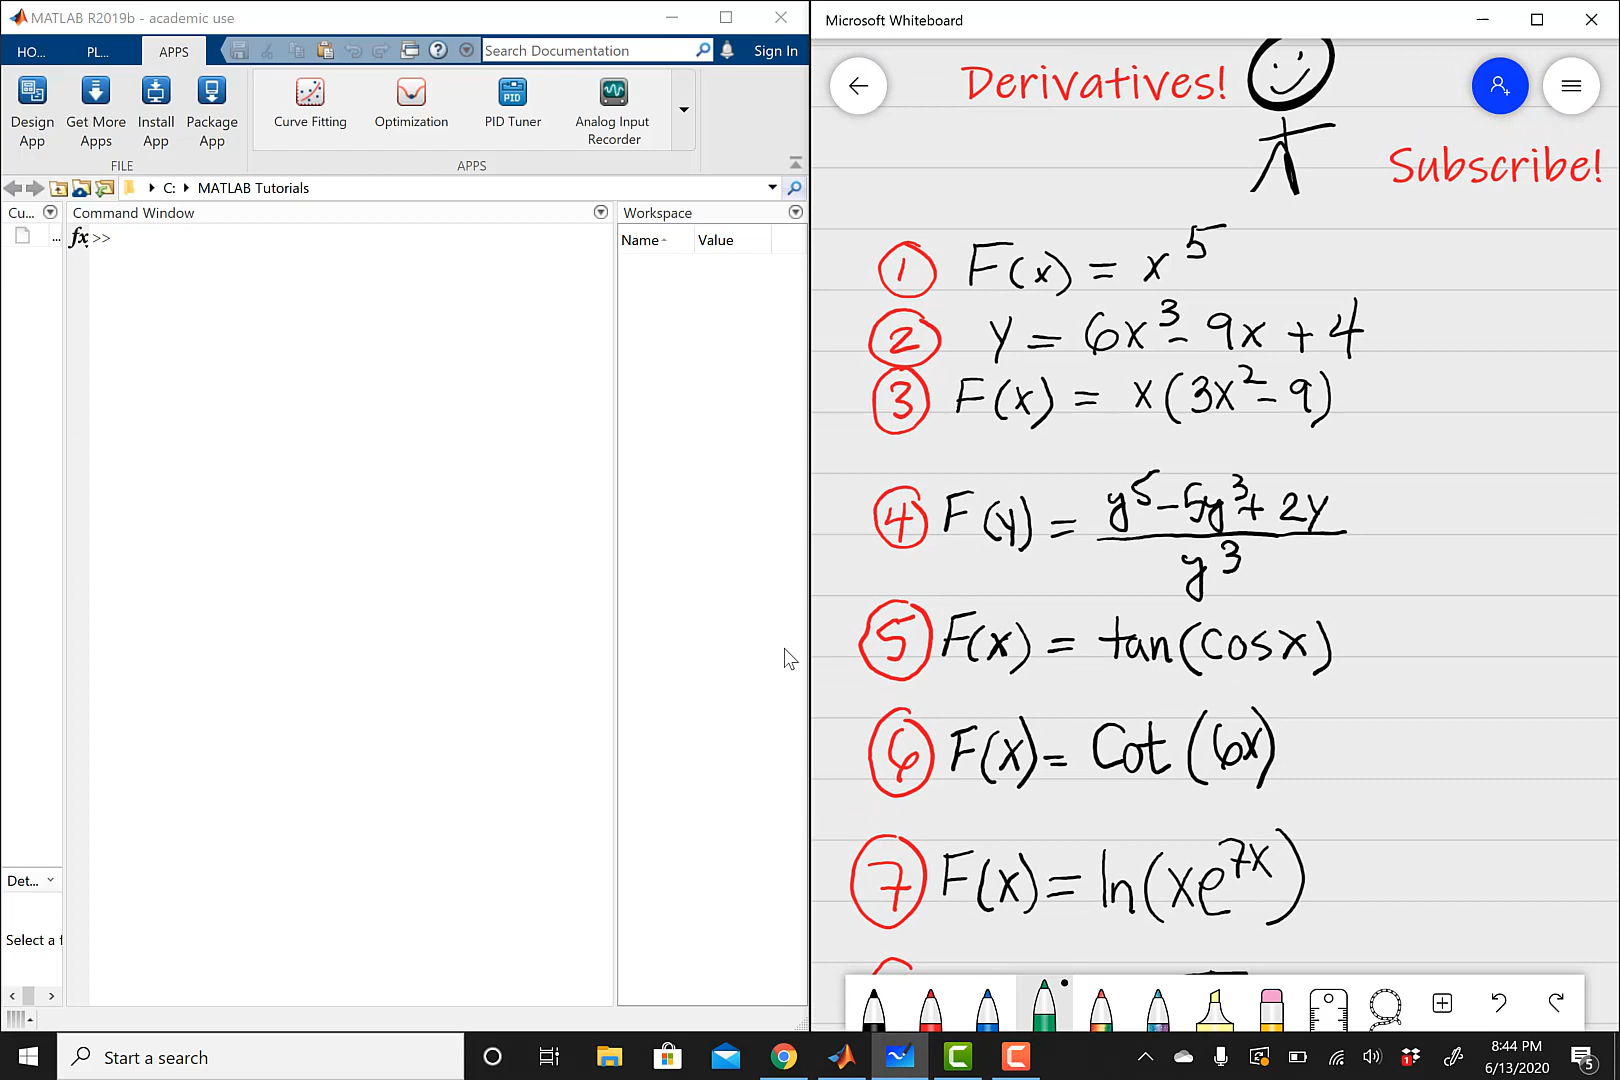 MATLAB R2019b - academic use
HO... PL... APPS Search Documentation Sign In
Design App
Get More Apps
Install App
Package App
Curve Fitting
Optimization
PID
PID Tuner
Analog Input Recorder
FILE APPS
C: MATLAB Tutorials
Cu... Command Window Workspace
... fx >> Name Value
Det...
Select a f
Microsoft Whiteboard
Derivatives!
Subscribe!
① F(x) = x^5
② y = 6x^3 - 9x + 4
③ F(x) = x(3x^2 - 9)
④ F(y) = (y^5 - 5y^3 + 2y) / y^3
⑤ F(x) = tan(cosx)
⑥ F(x) = Cot(6x)
⑦ F(x) = ln(xe^7x)
Start a search
1
8:44 PM
6/13/2020
5